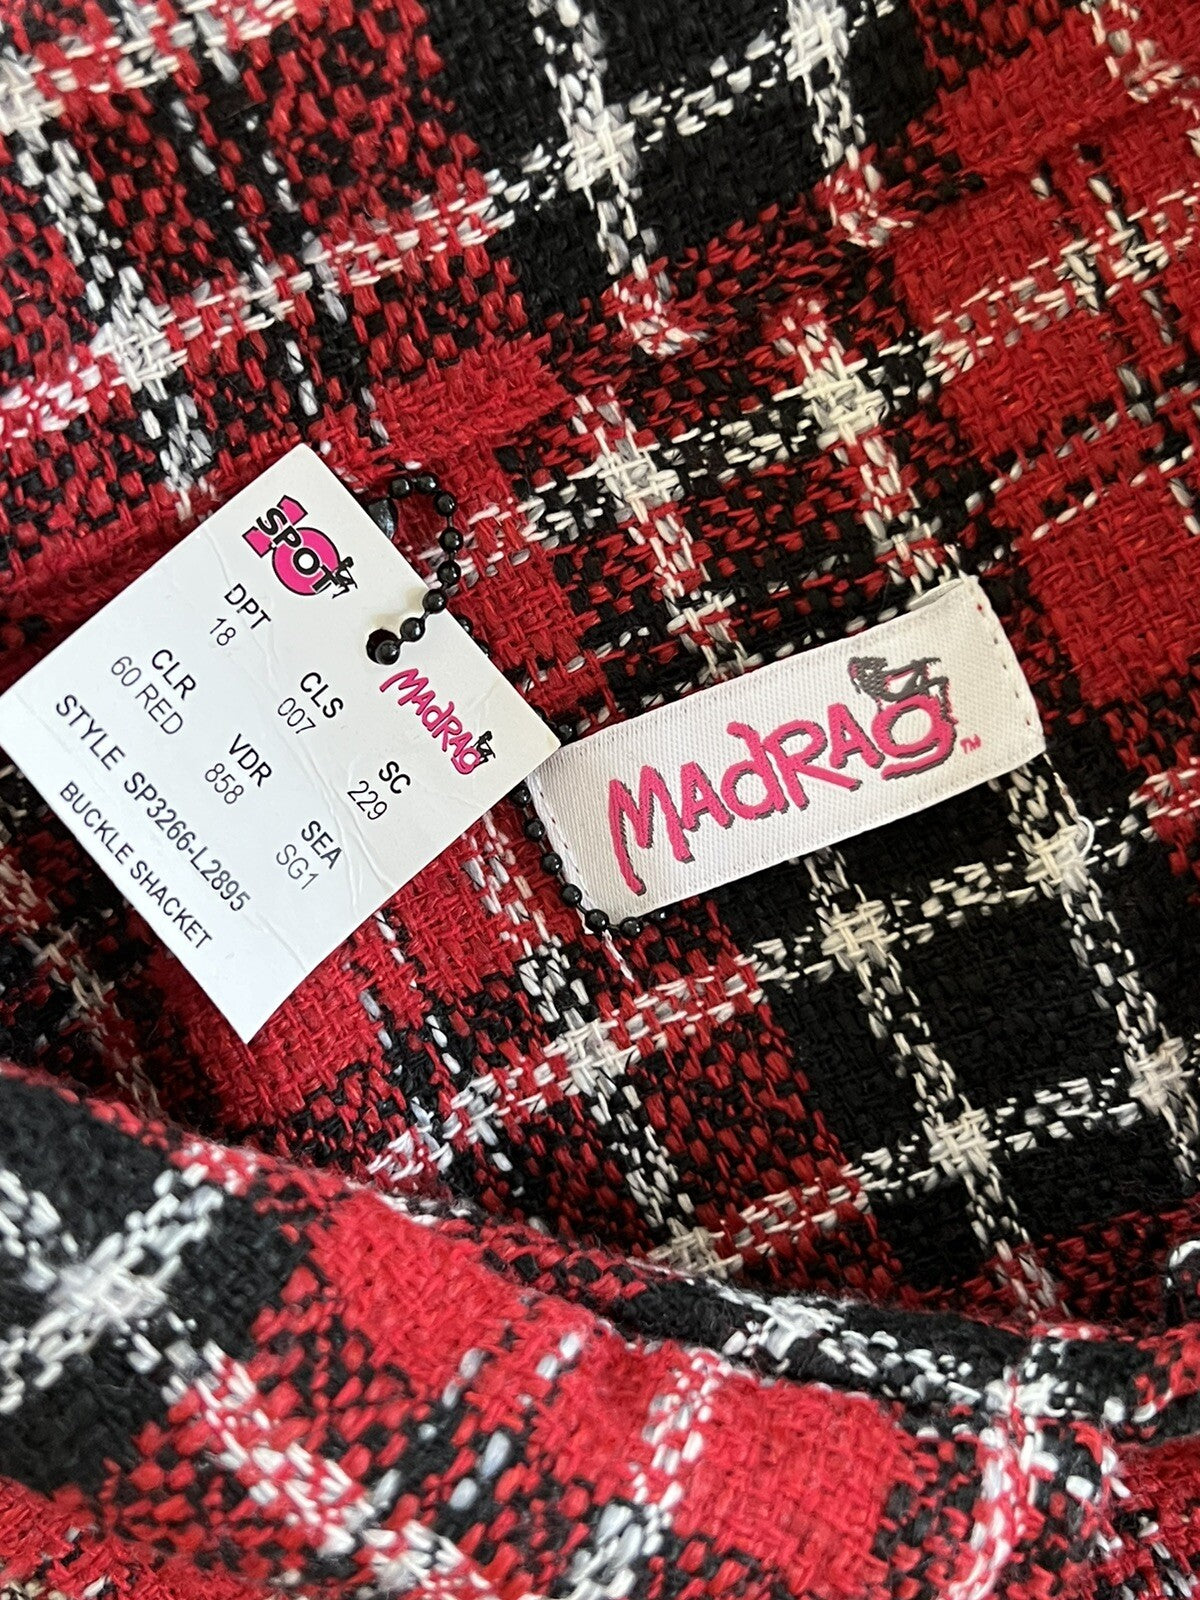 10
SPOT
MADRAG
DPT CLS SC
18 007 229
CLR VDR SEA
60 RED 858 SG1
STYLE SP3266-L2895
BUCKLE SHACKET
MAdRAG™